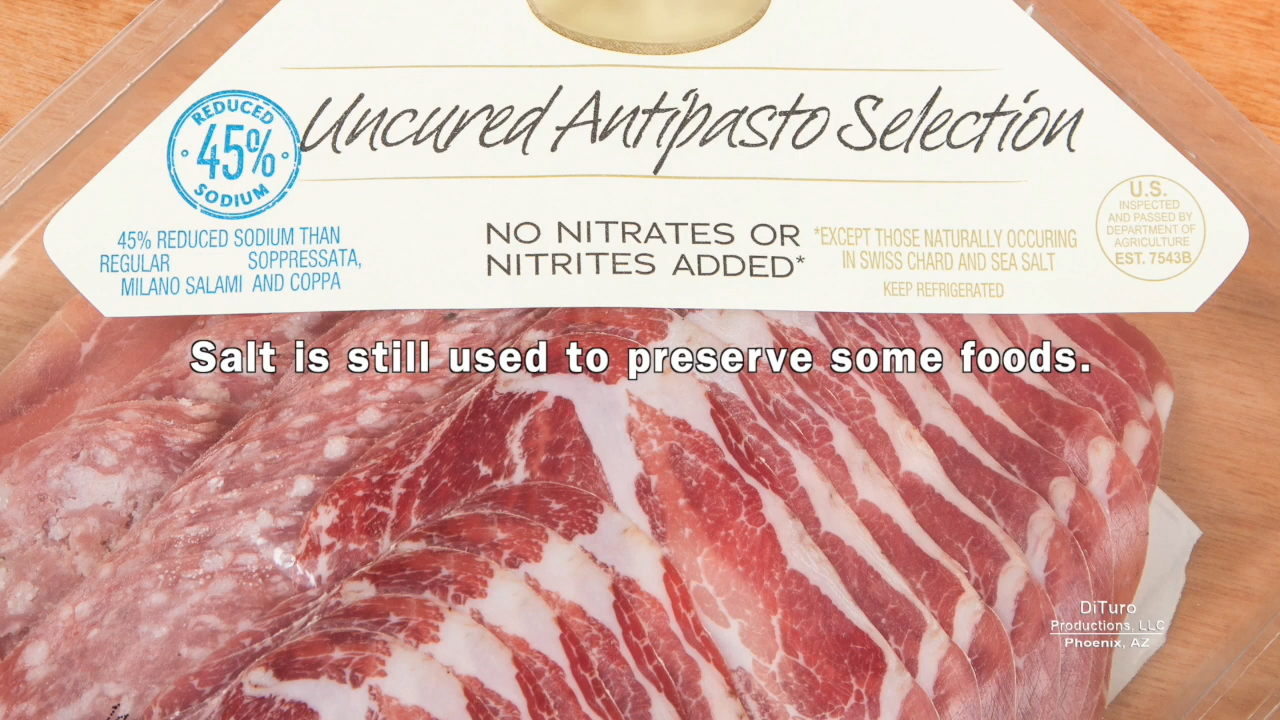 Uncured Antipasto Selection
REDUCED
45%
SODIUM
45% REDUCED SODIUM THAN
REGULAR SOPPRESSATA,
MILANO SALAMI AND COPPA
NO NITRATES OR
NITRITES ADDED*
*EXCEPT THOSE NATURALLY OCCURING
IN SWISS CHARD AND SEA SALT
KEEP REFRIGERATED
U.S.
INSPECTED
AND PASSED BY
DEPARTMENT OF
AGRICULTURE
EST. 7543B
Salt is still used to preserve some foods.
DiTuro
Productions, LLC
Phoenix, AZ